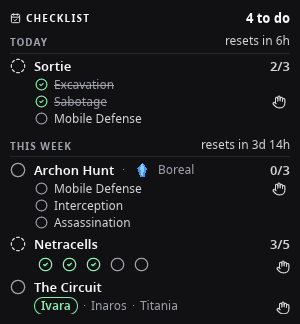 CHECKLIST 4 to do
TODAY resets in 6h
Sortie 2/3
Excavation
Sabotage
Mobile Defense
THIS WEEK resets in 3d 14h
Archon Hunt · Boreal 0/3
Mobile Defense
Interception
Assassination
Netracells 3/5
The Circuit
Ivara · Inaros · Titania